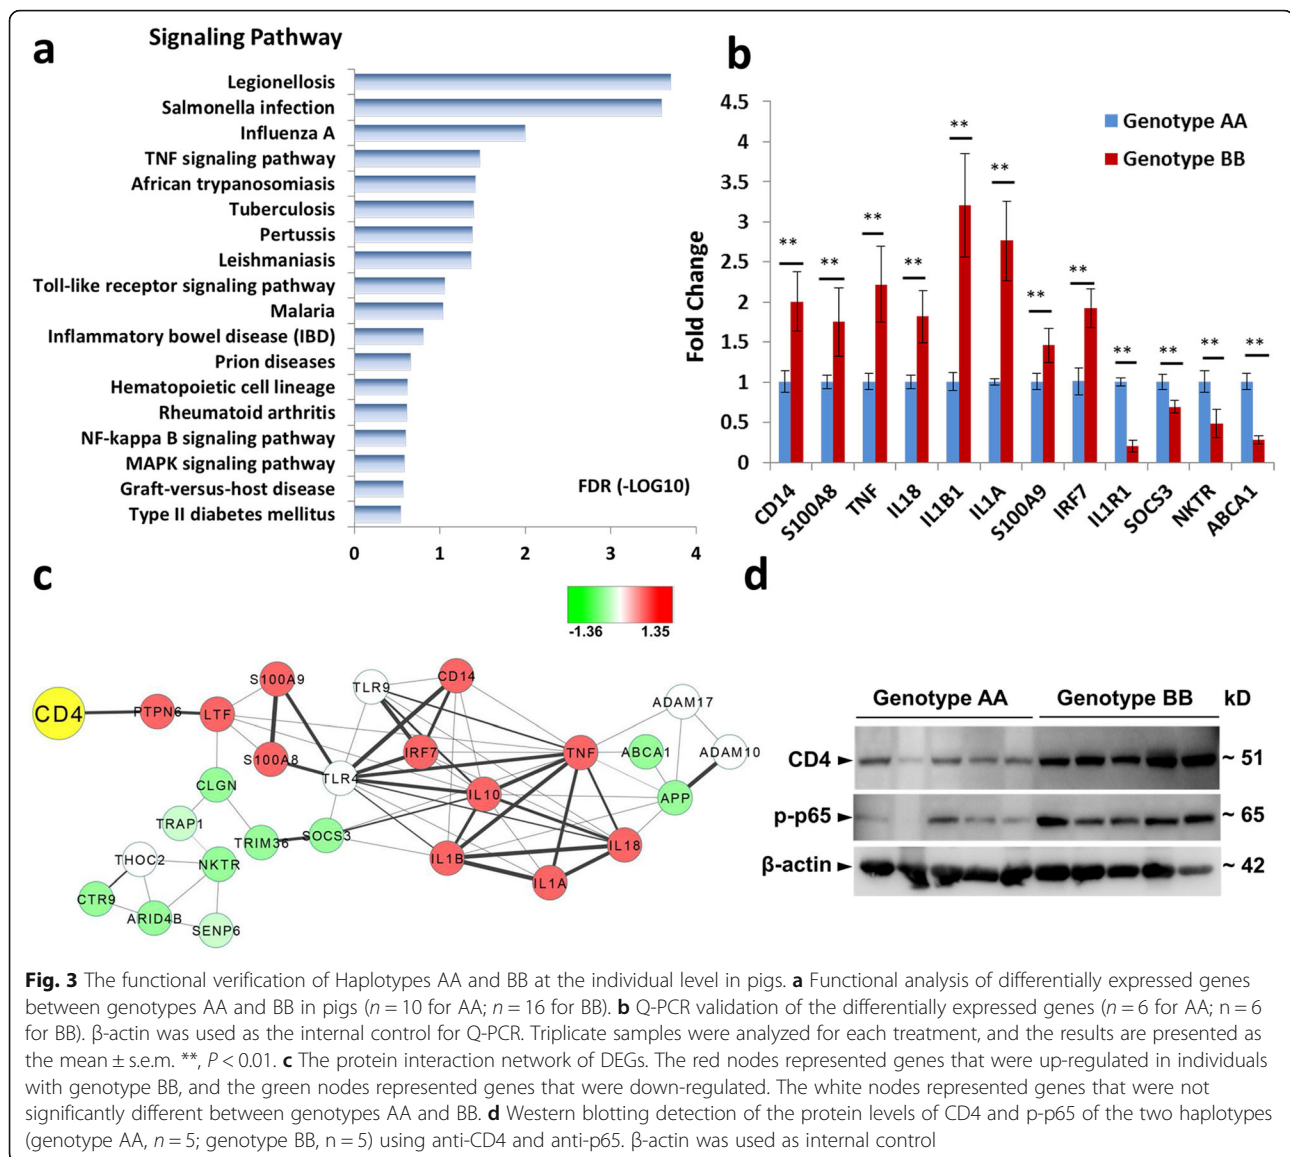 a
Signaling Pathway
Legionellosis
Salmonella infection
Influenza A
TNF signaling pathway
African trypanosomiasis
Tuberculosis
Pertussis
Leishmaniasis
Toll-like receptor signaling pathway
Malaria
Inflammatory bowel disease (IBD)
Prion diseases
Hematopoietic cell lineage
Rheumatoid arthritis
NF-kappa B signaling pathway
MAPK signaling pathway
Graft-versus-host disease
Type II diabetes mellitus
FDR (-LOG10)
0 1 2 3 4
b
Fold Change
4.5
4
3.5
3
2.5
2
1.5
1
0.5
0
Genotype AA
Genotype BB
** ** ** ** ** ** ** ** ** ** ** **
CD14 S100A8 TNF IL18 IL1B1 IL1A S100A9 IRF7 IL1R1 SOCS3 NKTR ABCA1
c
-1.36 1.35
CD4
PTPN6
LTF
S100A9
S100A8
TLR9
CD14
IRF7
TLR4
TNF
ABCA1
ADAM17
ADAM10
APP
IL10
CLGN
TRAP1
TRIM36
SOCS3
IL1B
IL18
IL1A
THOC2
NKTR
CTR9
ARID4B
SENP6
d
Genotype AA Genotype BB kD
CD4 ~ 51
p-p65 ~ 65
β-actin ~ 42
Fig. 3 The functional verification of Haplotypes AA and BB at the individual level in pigs. a Functional analysis of differentially expressed genes
between genotypes AA and BB in pigs (n = 10 for AA; n = 16 for BB). b Q-PCR validation of the differentially expressed genes (n = 6 for AA; n = 6
for BB). β-actin was used as the internal control for Q-PCR. Triplicate samples were analyzed for each treatment, and the results are presented as
the mean ± s.e.m. **, P < 0.01. c The protein interaction network of DEGs. The red nodes represented genes that were up-regulated in individuals
with genotype BB, and the green nodes represented genes that were down-regulated. The white nodes represented genes that were not
significantly different between genotypes AA and BB. d Western blotting detection of the protein levels of CD4 and p-p65 of the two haplotypes
(genotype AA, n = 5; genotype BB, n = 5) using anti-CD4 and anti-p65. β-actin was used as internal control